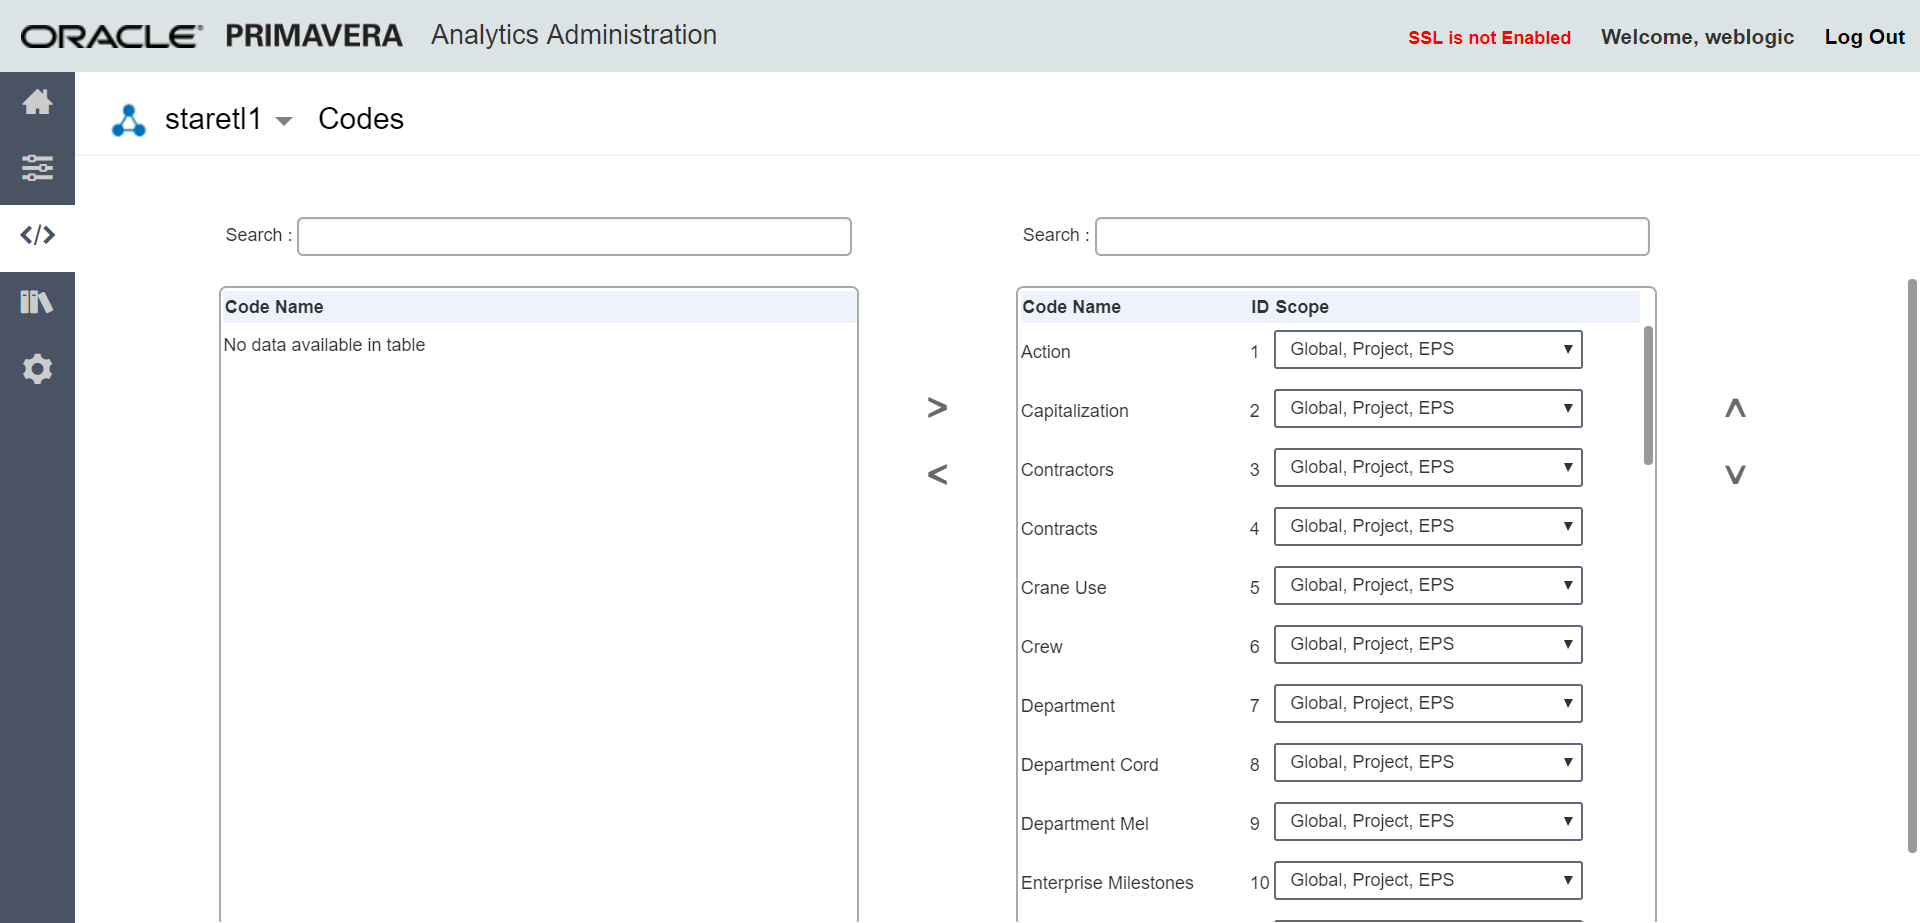 ORACLE® PRIMAVERA Analytics Administration SSL is not Enabled Welcome, weblogic Log Out
staretl1 Codes
Search : Search :
Code Name
No data available in table
Code Name ID Scope
Action 1 Global, Project, EPS
Capitalization 2 Global, Project, EPS
Contractors 3 Global, Project, EPS
Contracts 4 Global, Project, EPS
Crane Use 5 Global, Project, EPS
Crew 6 Global, Project, EPS
Department 7 Global, Project, EPS
Department Cord 8 Global, Project, EPS
Department Mel 9 Global, Project, EPS
Enterprise Milestones 10 Global, Project, EPS